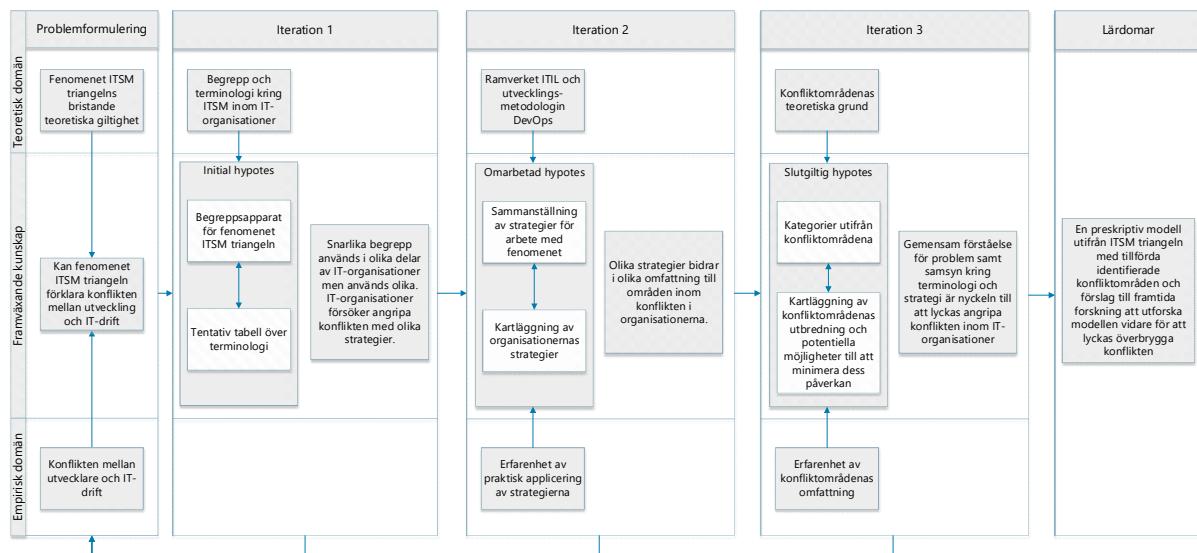 Problemformulering
Iteration 1
Iteration 2
Iteration 3
Lärdomar
Teoretisk domän
Fenomenet ITSM
triangelns
bristande
teoretiska giltighet
Begrepp och
terminologi kring
ITSM inom IT-
organisationer
Ramverket ITIL och
utvecklings-
metodologin
DevOps
Konfliktområdenas
teoretiska grund
Framväxande kunskap
Kan fenomenet
ITSM triangeln
förklara konflikten
mellan utveckling
och IT-drift
Initial hypotes
Begreppsapparat
för fenomenet
ITSM triangeln
Tentativ tabell över
terminologi
Snarlika begrepp
används i olika delar
av IT-organisationer
men används olika.
IT-organisationer
försöker angripa
konflikten med olika
strategier.
Omarbetad hypotes
Sammanställning
av strategier för
arbete med
fenomenet
Kartläggning av
organisationernas
strategier
Olika strategier bidrar
i olika omfattning till
områden inom
konflikten i
organisationerna.
Slutgiltig hypotes
Kategorier utifrån
konfliktområdena
Kartläggning av
konfliktområdenas
utbredning och
potentiella
möjligheter till att
minimera dess
påverkan
Gemensam förståelse
för problem samt
samsyn kring
terminologi och
strategi är nyckeln till
att lyckas angripa
konflikten inom IT-
organisationer
En preskriptiv modell
utifrån ITSM triangeln
med tillförda
identifierade
konfliktområden och
förslag till framtida
forskning att utforska
modellen vidare för att
lyckas överbrygga
konflikten
Empirisk domän
Konflikten mellan
utvecklare och IT-
drift
Erfarenhet av
praktisk applicering
av strategierna
Erfarenhet av
konfliktområdenas
omfattning